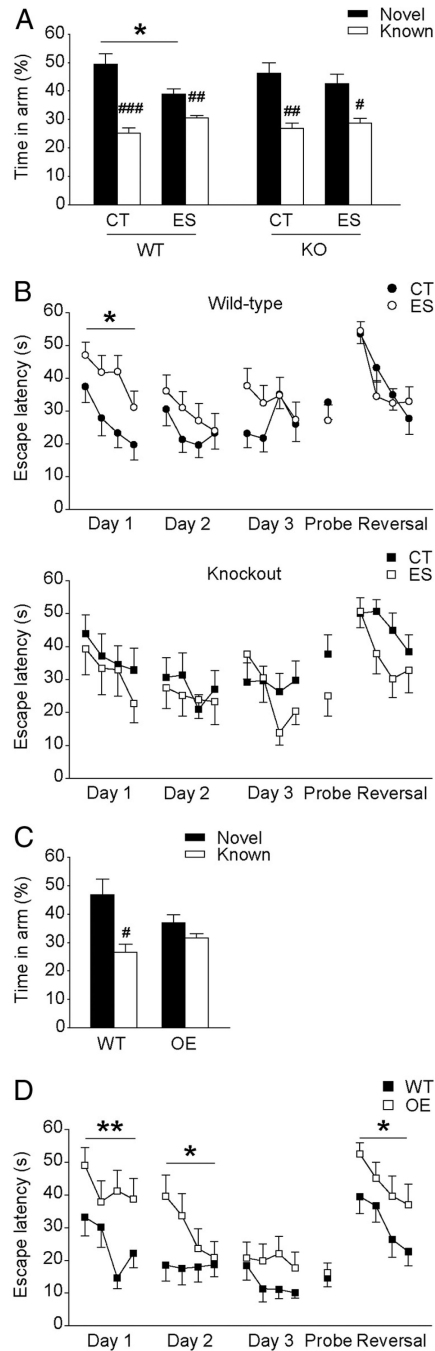 A
Novel
Known
Time in arm (%)
60
50
40
30
20
10
0
*
###
##
##
#
CT ES CT ES
WT KO
B
Wild-type
CT
ES
Escape latency (s)
60
50
40
30
20
10
0
*
Day 1 Day 2 Day 3 Probe Reversal
Knockout
CT
ES
Escape latency (s)
60
50
40
30
20
10
0
Day 1 Day 2 Day 3 Probe Reversal
C
Novel
Known
Time in arm (%)
60
50
40
30
20
10
0
#
WT OE
D
WT
OE
Escape latency (s)
60
50
40
30
20
10
0
**
*
*
Day 1 Day 2 Day 3 Probe Reversal